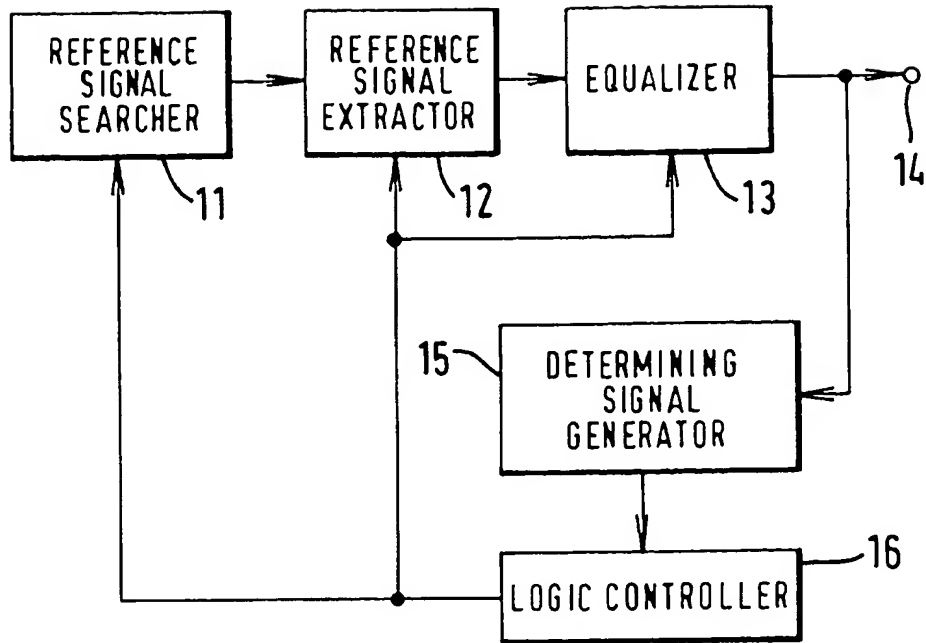 REFERENCE
SIGNAL
SEARCHER
11
REFERENCE
SIGNAL
EXTRACTOR
12
EQUALIZER
13
14
15
DETERMINING
SIGNAL
GENERATOR
16
LOGIC CONTROLLER